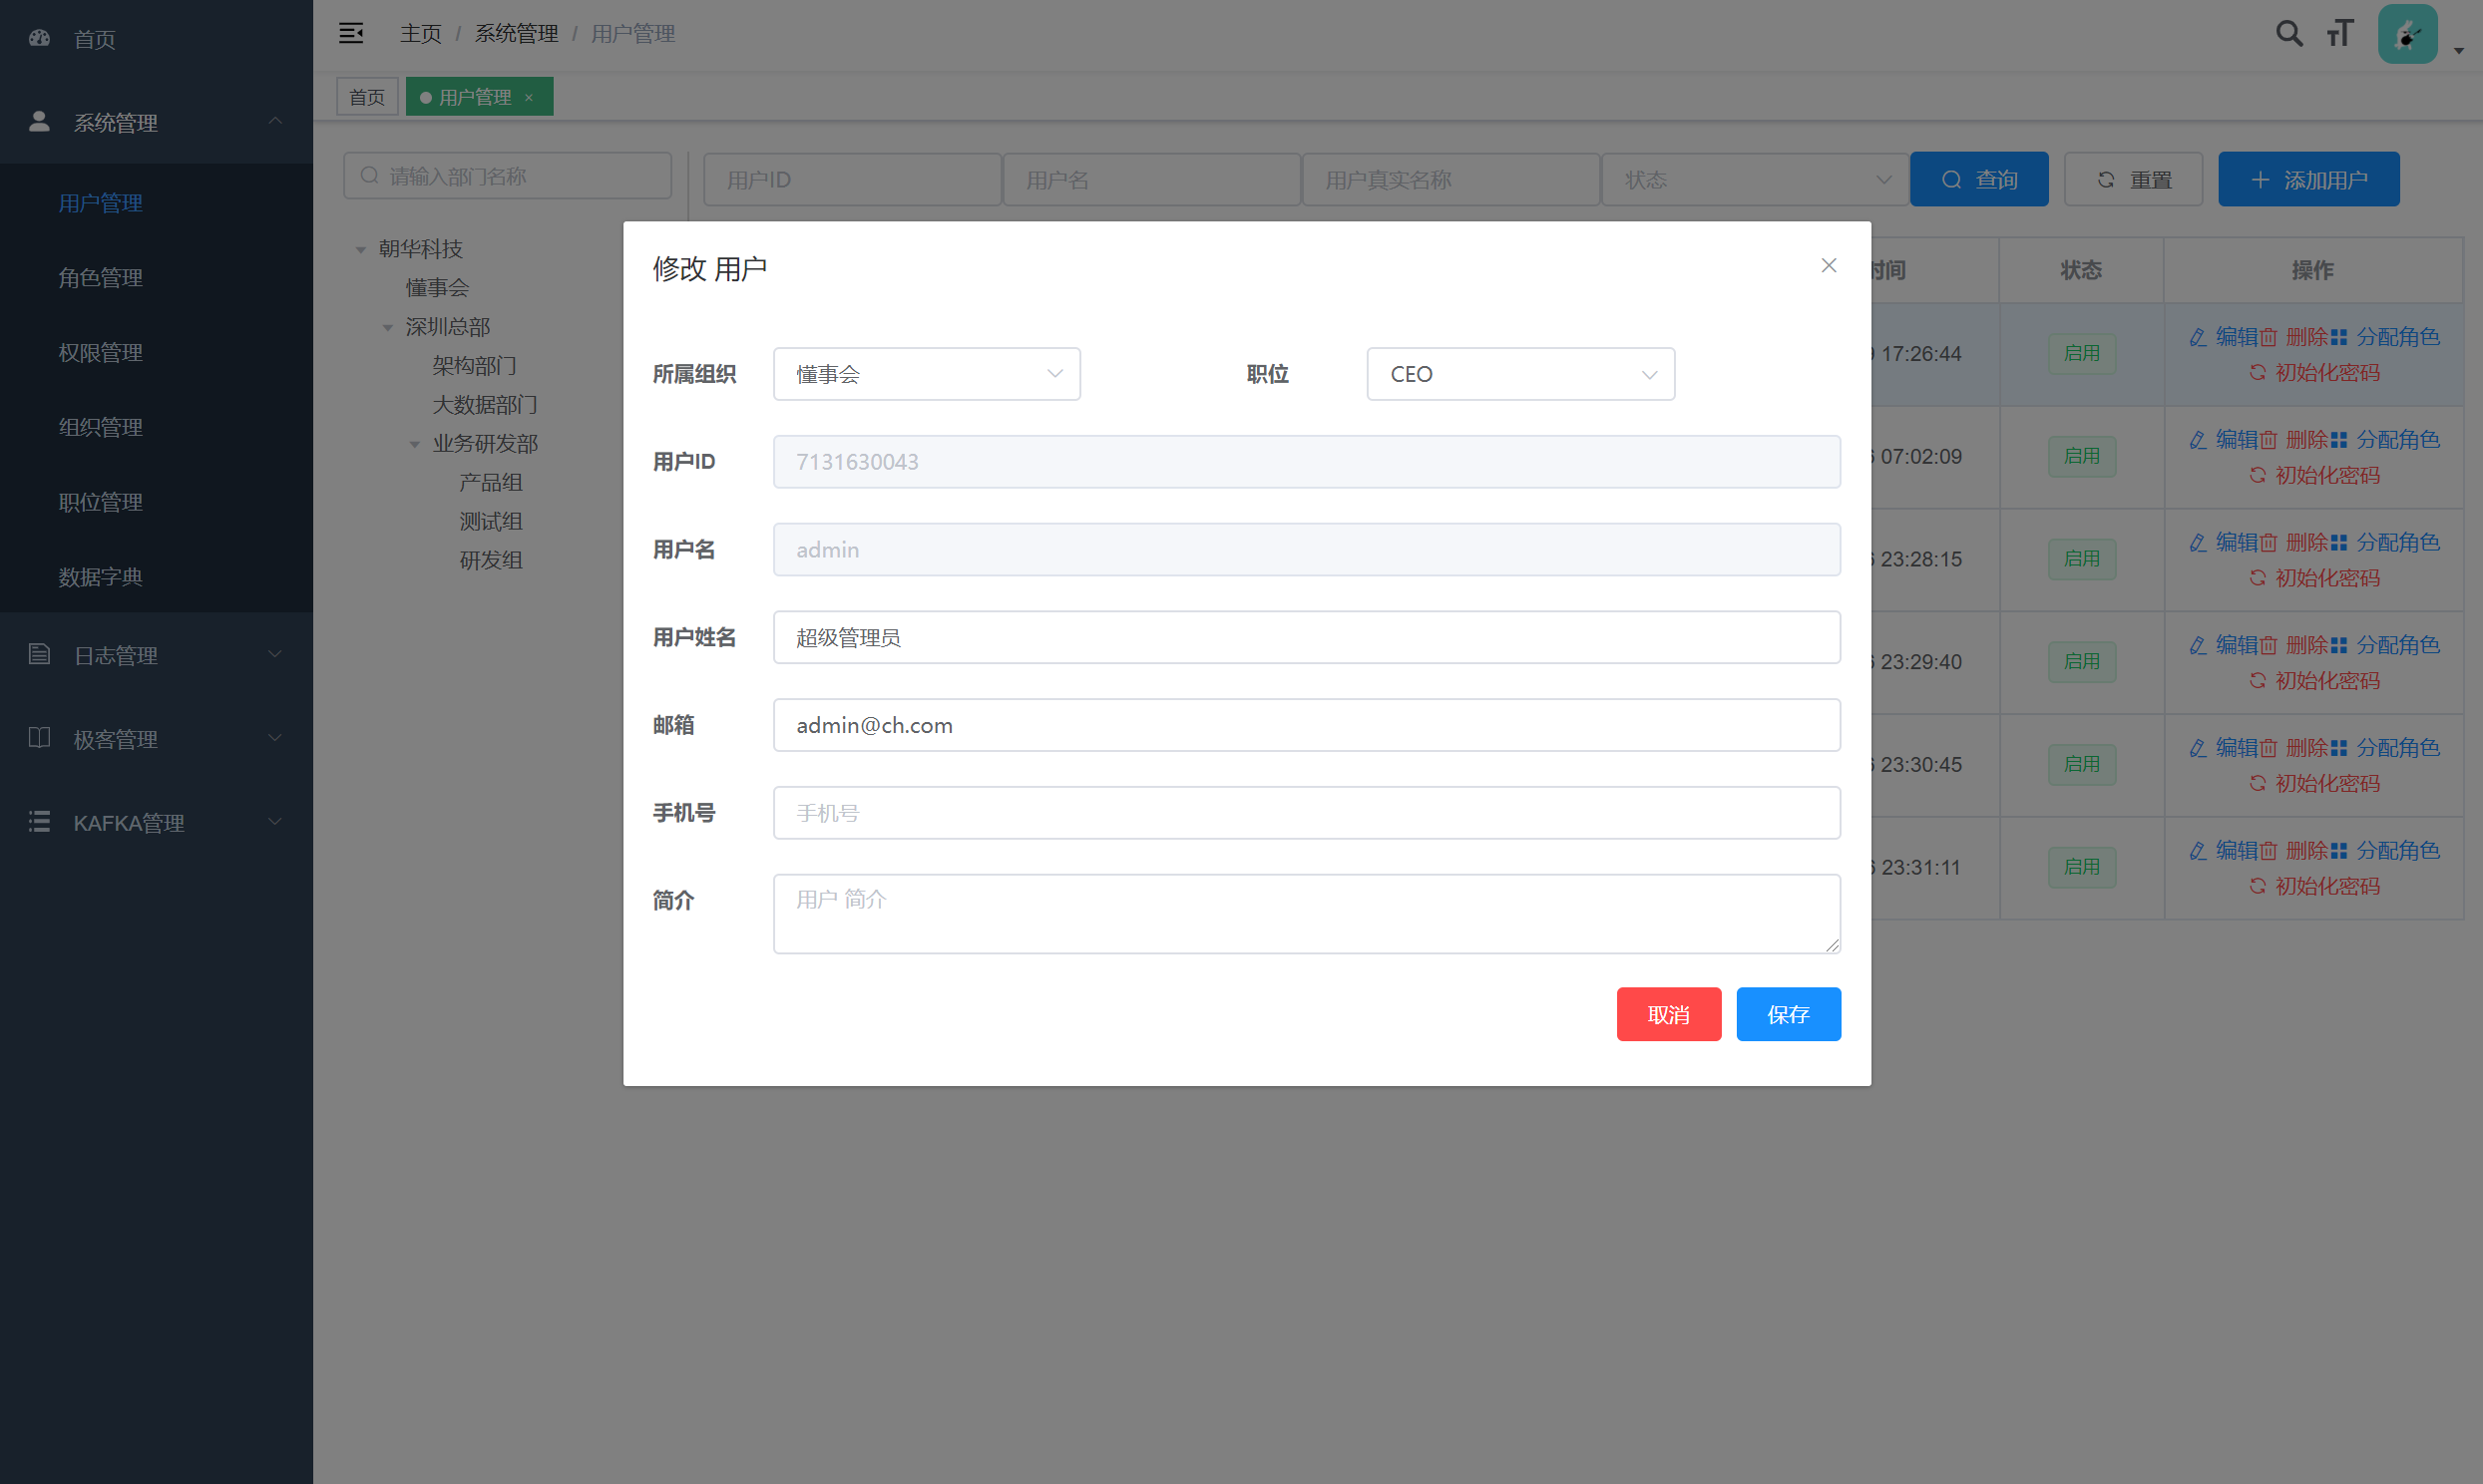 首页
系统管理
用户管理
角色管理
权限管理
组织管理
职位管理
数据字典
日志管理
极客管理
KAFKA管理
主页 / 系统管理 / 用户管理
首页
用户管理 ×
请输入部门名称
用户ID
用户名
用户真实名称
状态
查询
重置
添加用户
朝华科技
懂事会
深圳总部
架构部门
大数据部门
业务研发部
产品组
测试组
研发组
修改 用户
所属组织 懂事会 职位 CEO
用户ID 7131630043
用户名 admin
用户姓名 超级管理员
邮箱 admin@ch.com
手机号 手机号
简介 用户 简介
取消 保存
时间 状态 操作
17:26:44 启用 编辑 删除 分配角色
初始化密码
07:02:09 启用 编辑 删除 分配角色
初始化密码
23:28:15 启用 编辑 删除 分配角色
初始化密码
23:29:40 启用 编辑 删除 分配角色
初始化密码
23:30:45 启用 编辑 删除 分配角色
初始化密码
23:31:11 启用 编辑 删除 分配角色
初始化密码